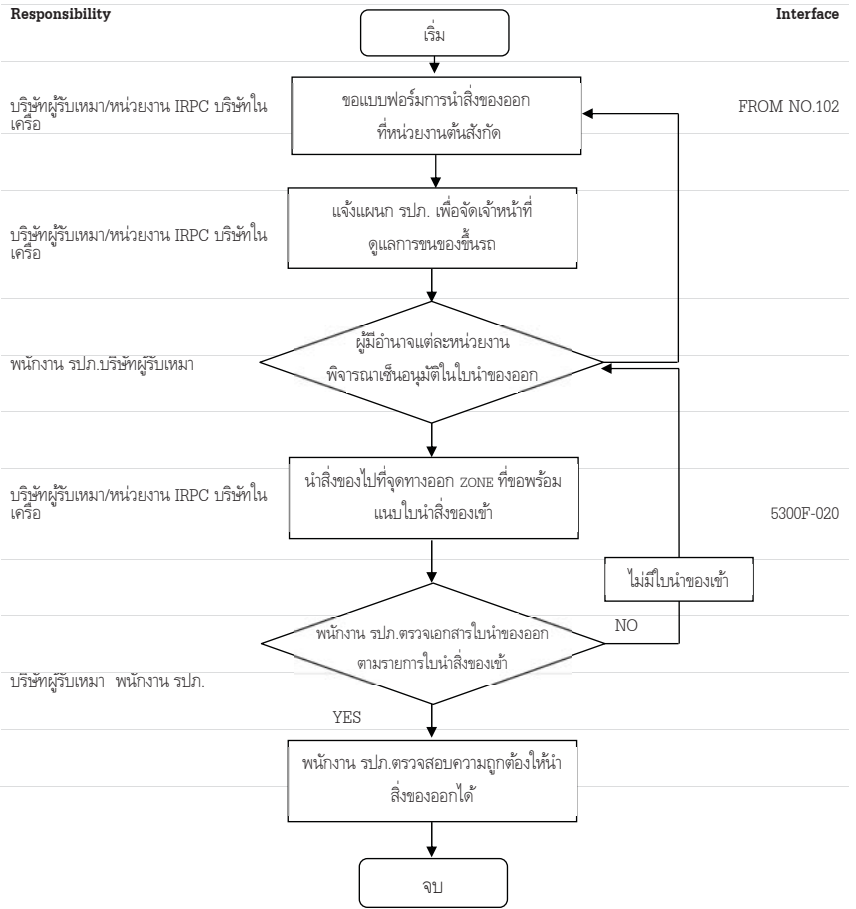 Responsibility
Interface
เริ่ม
บริษัทผู้รับเหมา/หน่วยงาน IRPC บริษัทใน
เครือ
ขอแบบฟอร์มการนำสิ่งของออก
ที่หน่วยงานต้นสังกัด
FROM NO.102
บริษัทผู้รับเหมา/หน่วยงาน IRPC บริษัทใน
เครือ
แจ้งแผนก รปภ. เพื่อจัดเจ้าหน้าที่
ดูแลการขนของขึ้นรถ
พนักงาน รปภ.บริษัทผู้รับเหมา
ผู้มีอำนาจแต่ละหน่วยงาน
พิจารณาเซ็นอนุมัติในใบนำของออก
บริษัทผู้รับเหมา/หน่วยงาน IRPC บริษัทใน
เครือ
นำสิ่งของไปที่จุดทางออก ZONE ที่ขอพร้อม
แนบใบนำสิ่งของเข้า
5300F-020
ไม่มีใบนำของเข้า
พนักงาน รปภ.ตรวจเอกสารใบนำของออก
ตามรายการใบนำสิ่งของเข้า
NO
บริษัทผู้รับเหมา พนักงาน รปภ.
YES
พนักงาน รปภ.ตรวจสอบความถูกต้องให้นำ
สิ่งของออกได้
จบ